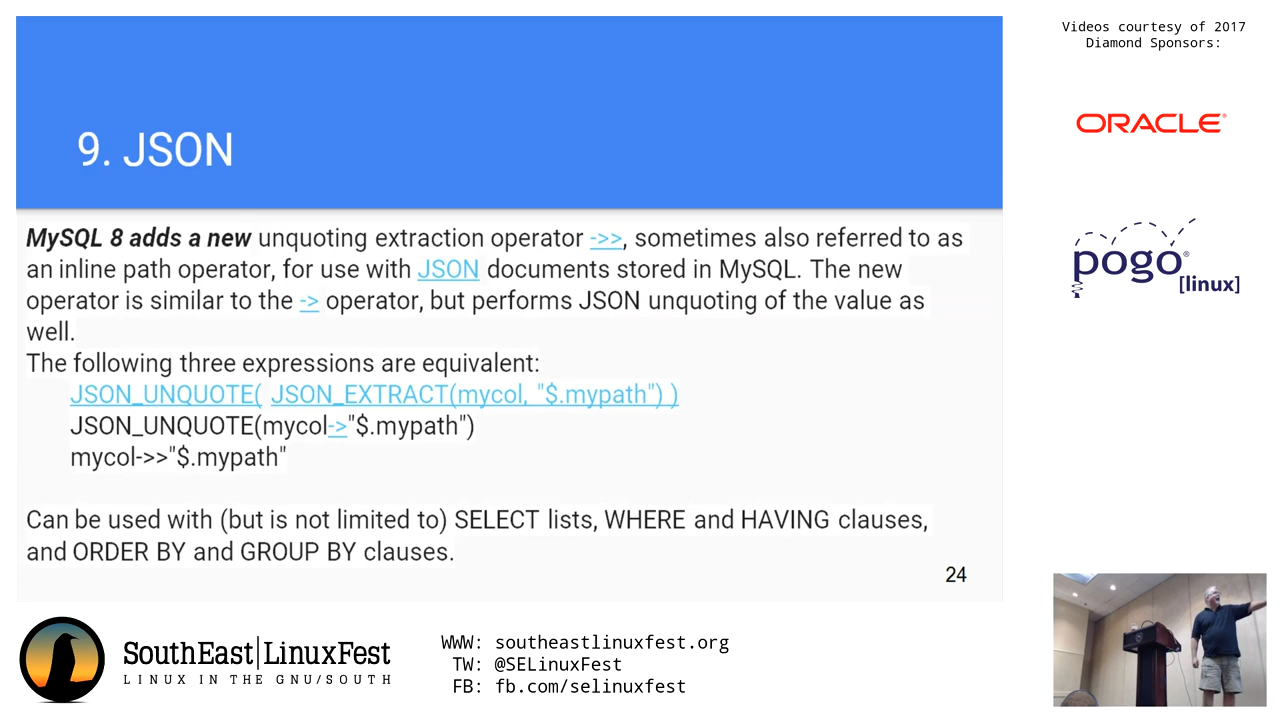 Videos courtesy of 2017
Diamond Sponsors:
9. JSON
ORACLE®
pogo®
[linux]
MySQL 8 adds a new unquoting extraction operator ->>, sometimes also referred to as
an inline path operator, for use with JSON documents stored in MySQL. The new
operator is similar to the -> operator, but performs JSON unquoting of the value as
well.
The following three expressions are equivalent:
JSON_UNQUOTE( JSON_EXTRACT(mycol, "$.mypath") )
JSON_UNQUOTE(mycol->"$.mypath")
mycol->>"$.mypath"
Can be used with (but is not limited to) SELECT lists, WHERE and HAVING clauses,
and ORDER BY and GROUP BY clauses.
24
SouthEast|LinuxFest
LINUX IN THE GNU/SOUTH
WWW: southeastlinuxfest.org
TW: @SELinuxFest
FB: fb.com/selinuxfest